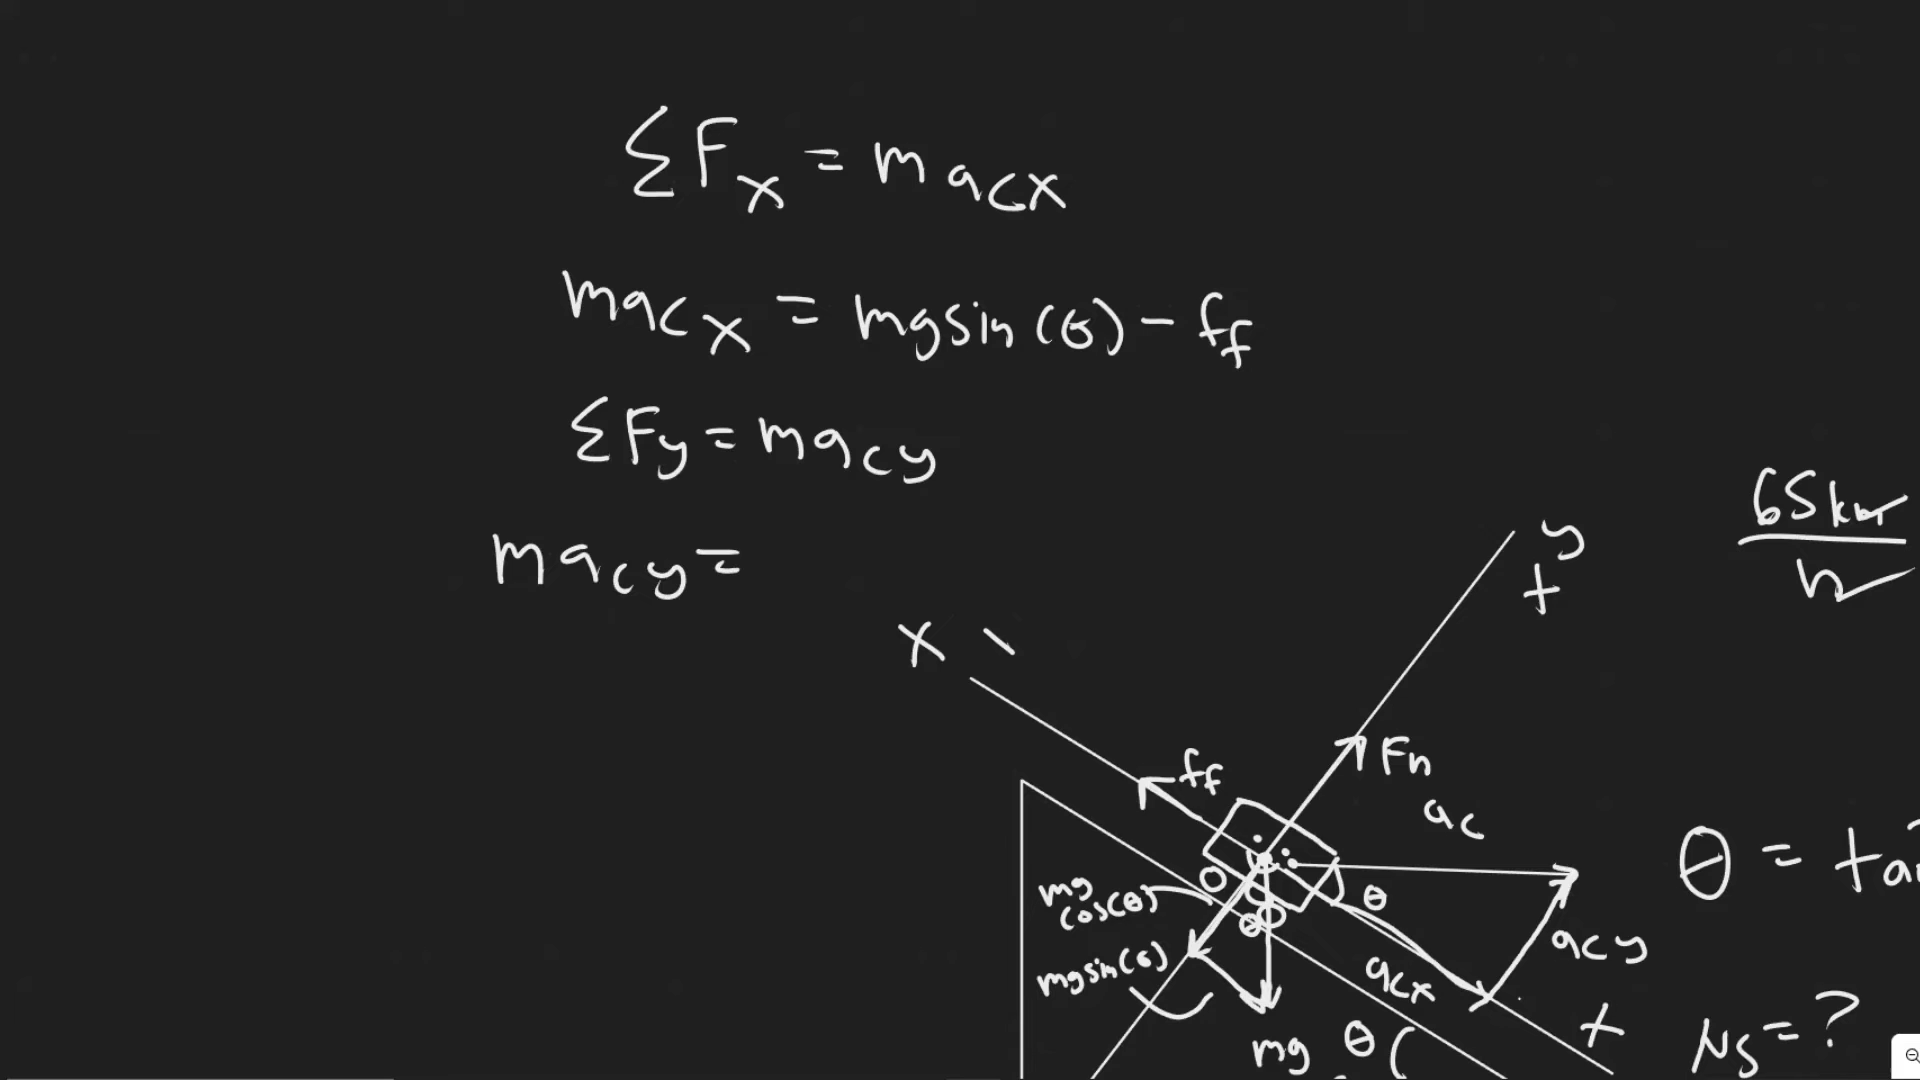 ΣFx = macx
macx = mgsin(θ) - ff
ΣFy = macy
macy =
65km
h
y
+
x
ff
Fn
ac
θ = tan
mg
cos(θ)
θ
θ
θ
mgsin(θ)
acx
acy
+
mg
θ
μs = ?